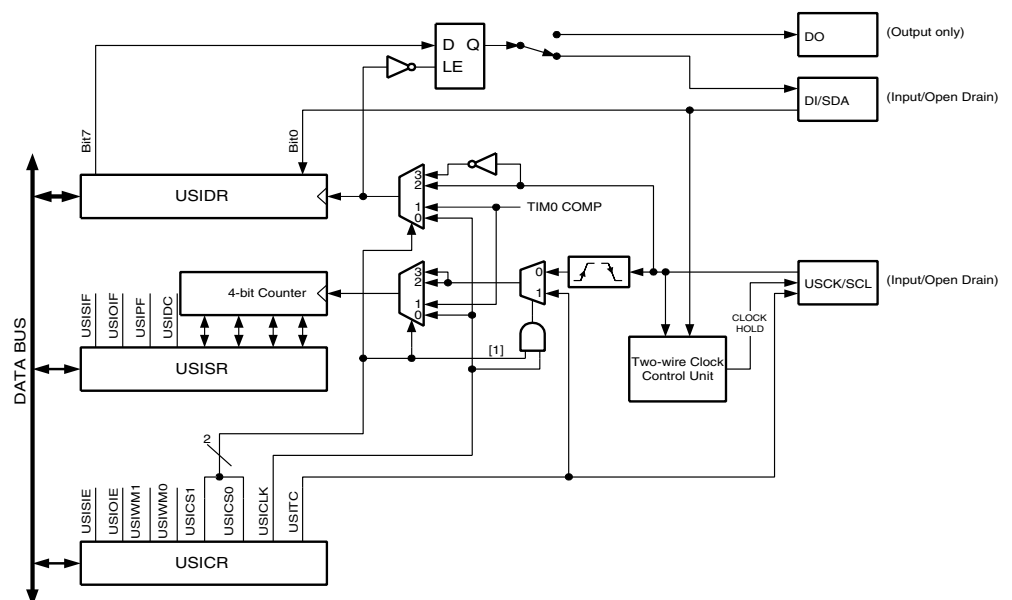 D Q
LE
DO
(Output only)
DI/SDA
(Input/Open Drain)
Bit7
Bit0
USIDR
3
2
1
0
TIM0 COMP
DATA BUS
4-bit Counter
USISIF
USIOIF
USIPF
USIDC
USISR
3
2
1
0
0
1
[1]
USCK/SCL
(Input/Open Drain)
CLOCK
HOLD
Two-wire Clock
Control Unit
2
USISIE
USIOIE
USIWM1
USIWM0
USICS1
USICS0
USICLK
USITC
USICR